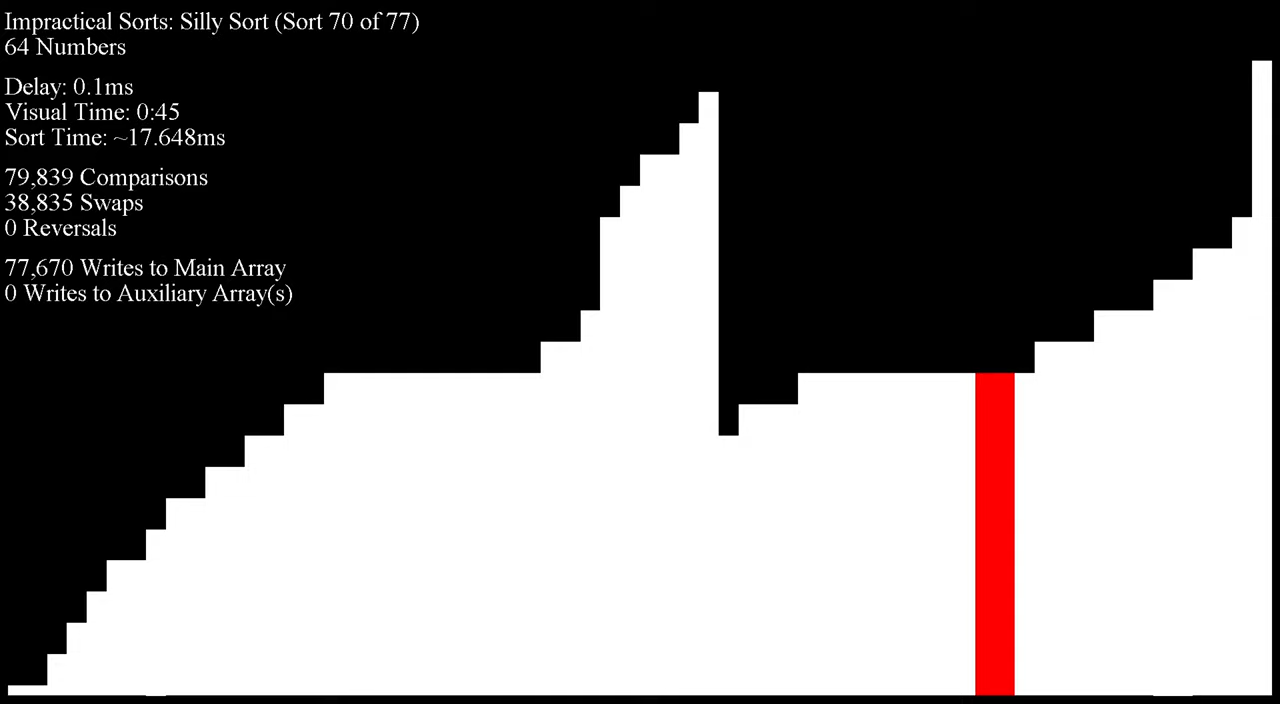 Impractical Sorts: Silly Sort (Sort 70 of 77)
64 Numbers
Delay: 0.1ms
Visual Time: 0:45
Sort Time: ~17.648ms
79,839 Comparisons
38,835 Swaps
0 Reversals
77,670 Writes to Main Array
0 Writes to Auxiliary Array(s)